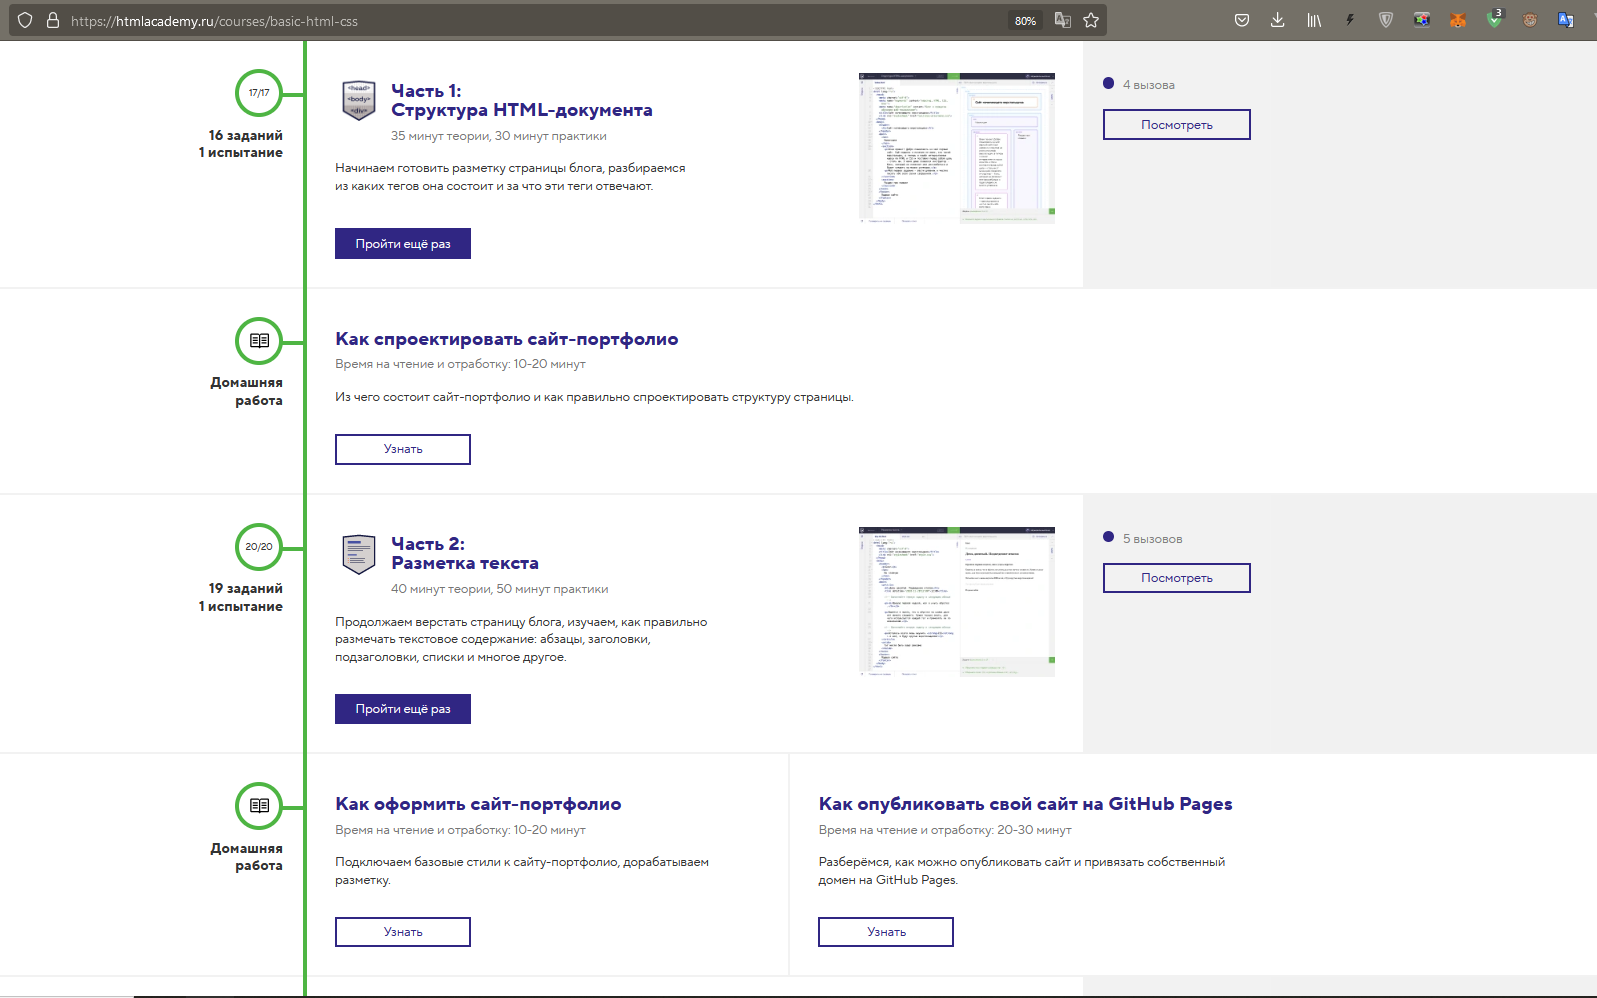 https://htmlacademy.ru/courses/basic-html-css
80%
3
17/17
16 заданий
1 испытание
<head>
<body>
<div>
Часть 1:
Структура HTML-документа
35 минут теории, 30 минут практики
Начинаем готовить разметку страницы блога, разбираемся
из каких тегов она состоит и за что эти теги отвечают.
Пройти ещё раз
4 вызова
Посмотреть
Домашняя
работа
Как спроектировать сайт-портфолио
Время на чтение и отработку: 10-20 минут
Из чего состоит сайт-портфолио и как правильно спроектировать структуру страницы.
Узнать
20/20
19 заданий
1 испытание
Часть 2:
Разметка текста
40 минут теории, 50 минут практики
Продолжаем верстать страницу блога, изучаем, как правильно
размечать текстовое содержание: абзацы, заголовки,
подзаголовки, списки и многое другое.
Пройти ещё раз
5 вызовов
Посмотреть
Домашняя
работа
Как оформить сайт-портфолио
Время на чтение и отработку: 10-20 минут
Подключаем базовые стили к сайту-портфолио, дорабатываем
разметку.
Узнать
Как опубликовать свой сайт на GitHub Pages
Время на чтение и отработку: 20-30 минут
Разберёмся, как можно опубликовать сайт и привязать собственный
домен на GitHub Pages.
Узнать